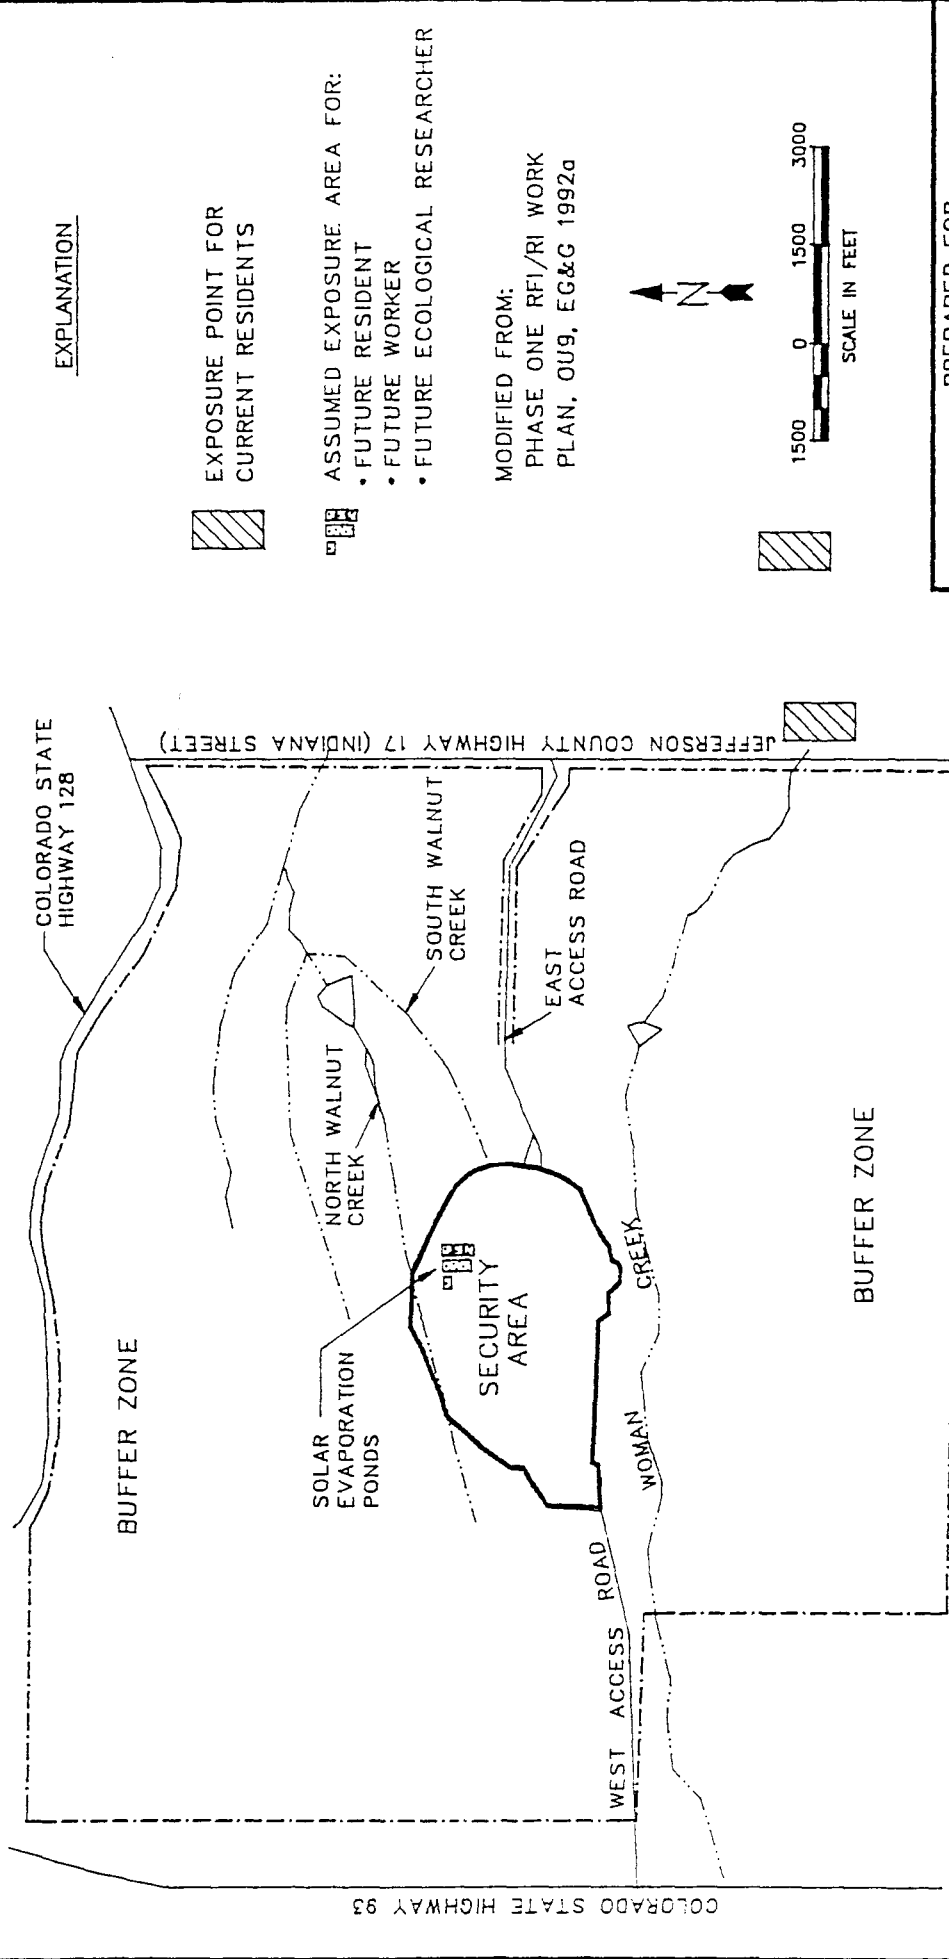 COLORADO STATE
HIGHWAY 128
BUFFER ZONE
JEFFERSON COUNTY HIGHWAY 17 (INDIANA STREET)
NORTH WALNUT
CREEK
SOUTH WALNUT
CREEK
SOLAR
EVAPORATION
PONDS
SECURITY
AREA
EAST
ACCESS ROAD
WEST ACCESS ROAD
WOMAN CREEK
BUFFER ZONE
COLORADO STATE HIGHWAY 93
EXPLANATION
EXPOSURE POINT FOR
CURRENT RESIDENTS
ASSUMED EXPOSURE AREA FOR:
• FUTURE RESIDENT
• FUTURE WORKER
• FUTURE ECOLOGICAL RESEARCHER
MODIFIED FROM:
PHASE ONE RFI/RI WORK
PLAN, OU9, EG&G 1992a
N
1500 0 1500 3000
SCALE IN FEET
PREPARED FOR